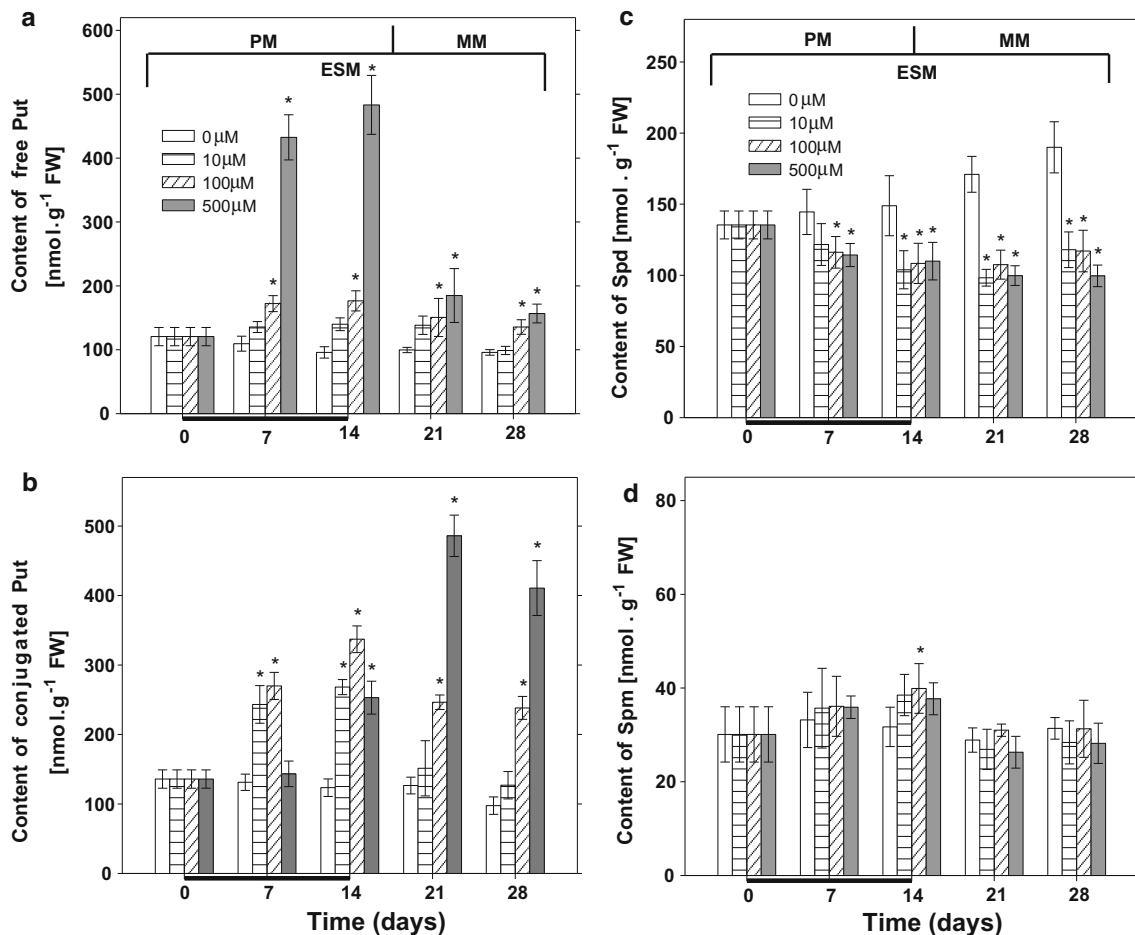 a
600
500
400
300
200
100
0
Content of free Put
[nmol·g⁻¹ FW]
PM
MM
ESM
0µM
10µM
100µM
500µM
*
*
*
*
*
*
*
*
0
7
14
21
28
c
250
200
150
100
50
0
Content of Spd [nmol . g⁻¹ FW]
PM
MM
ESM
0µM
10µM
100µM
500µM
* *
* * *
* * *
* * *
0
7
14
21
28
b
500
400
300
200
100
0
Content of conjugated Put
[nmol.g⁻¹ FW]
* *
*
*
*
*
*
*
*
0
7
14
21
28
Time (days)
d
80
60
40
20
0
Content of Spm [nmol . g⁻¹ FW]
*
0
7
14
21
28
Time (days)